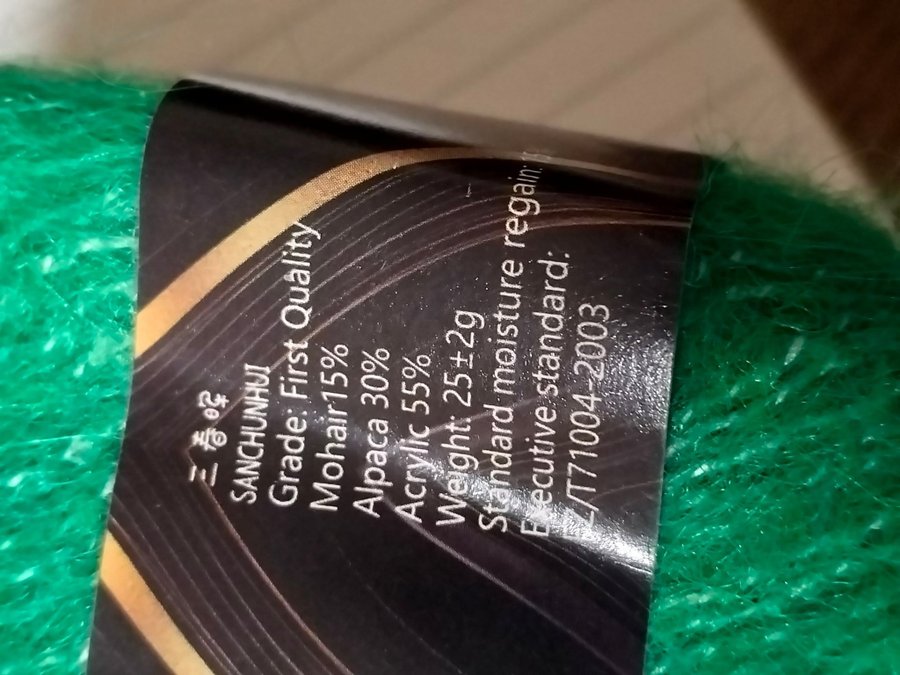 三春晖
SANCHUNHUI
Grade: First Quality
Mohair15%
Alpaca 30%
Acrylic 55%
Weight: 25±2g
Standard moisture regain:
Executive standard:
/T71004-2003